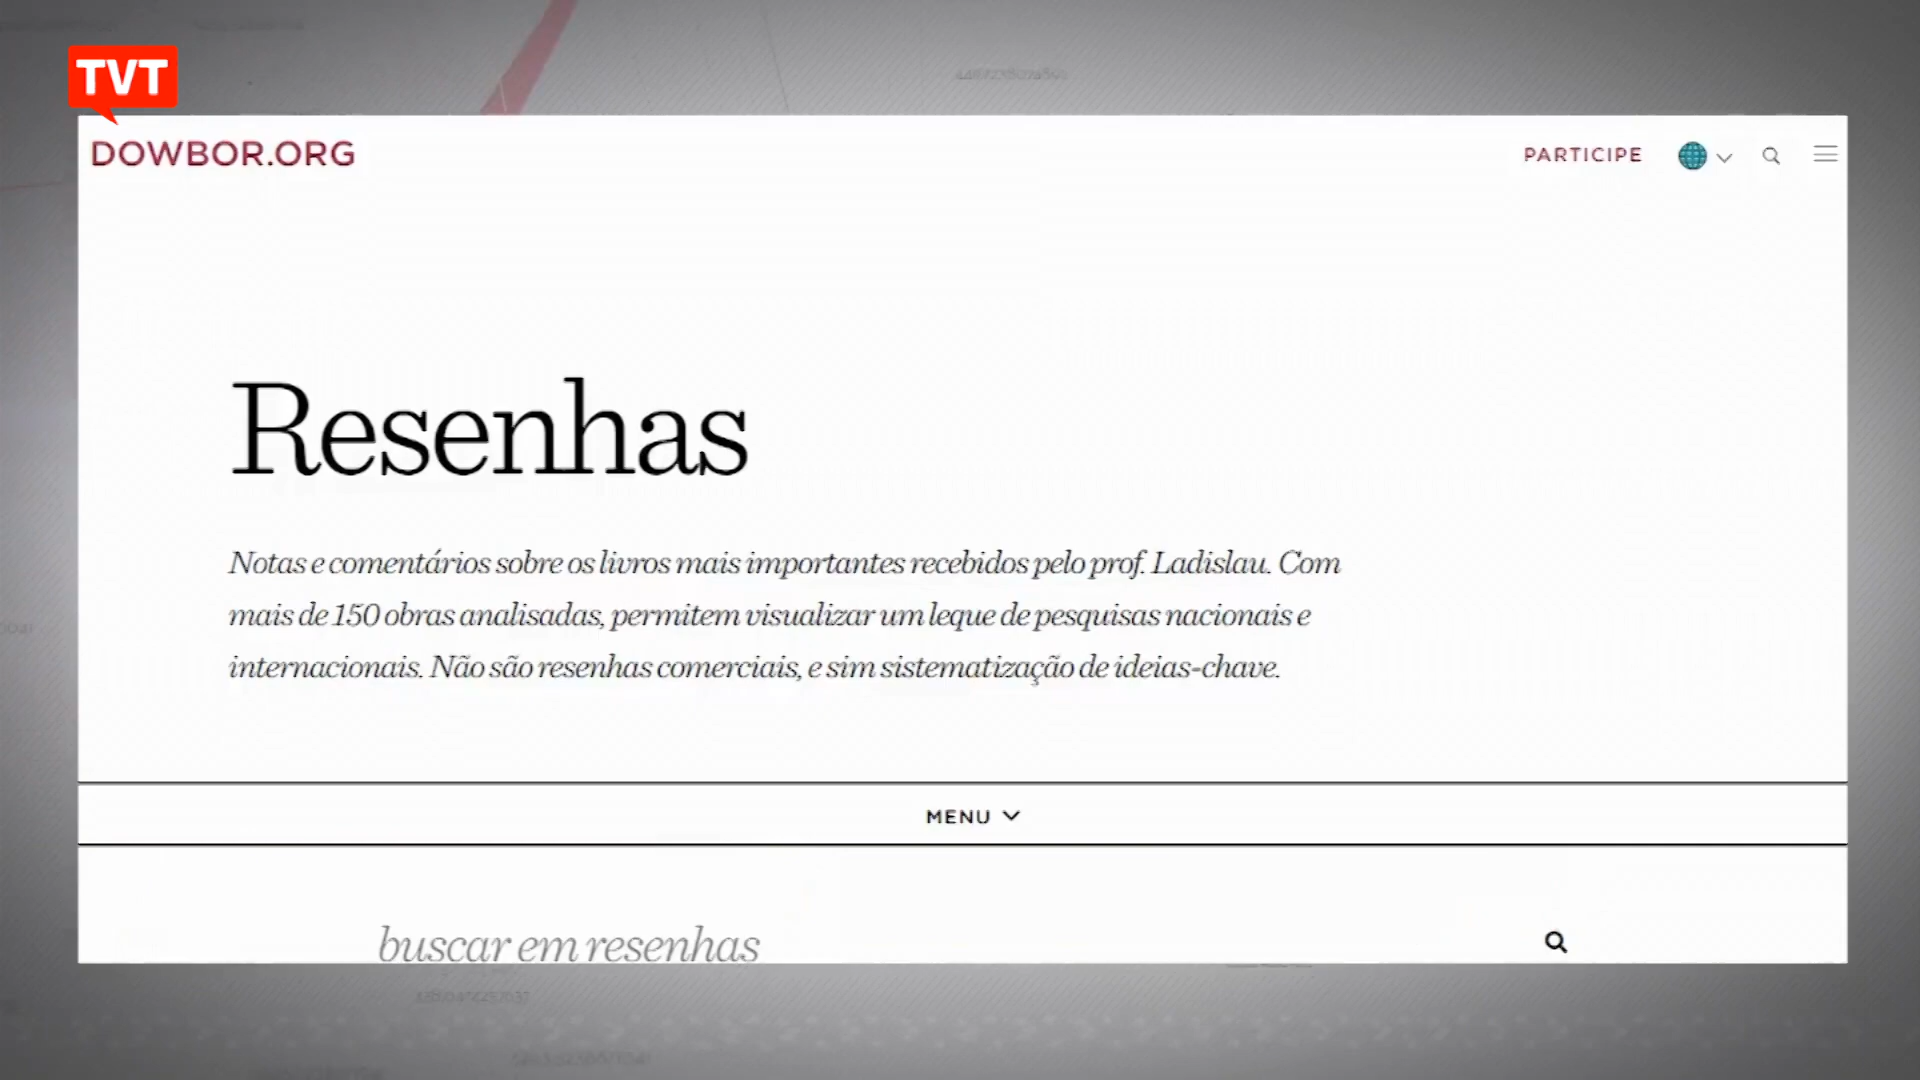 TVT
DOWBOR.ORG
PARTICIPE
Resenhas
Notas e comentários sobre os livros mais importantes recebidos pelo prof. Ladislau. Com
mais de 150 obras analisadas, permitem visualizar um leque de pesquisas nacionais e
internacionais. Não são resenhas comerciais, e sim sistematização de ideias-chave.
MENU
buscar em resenhas